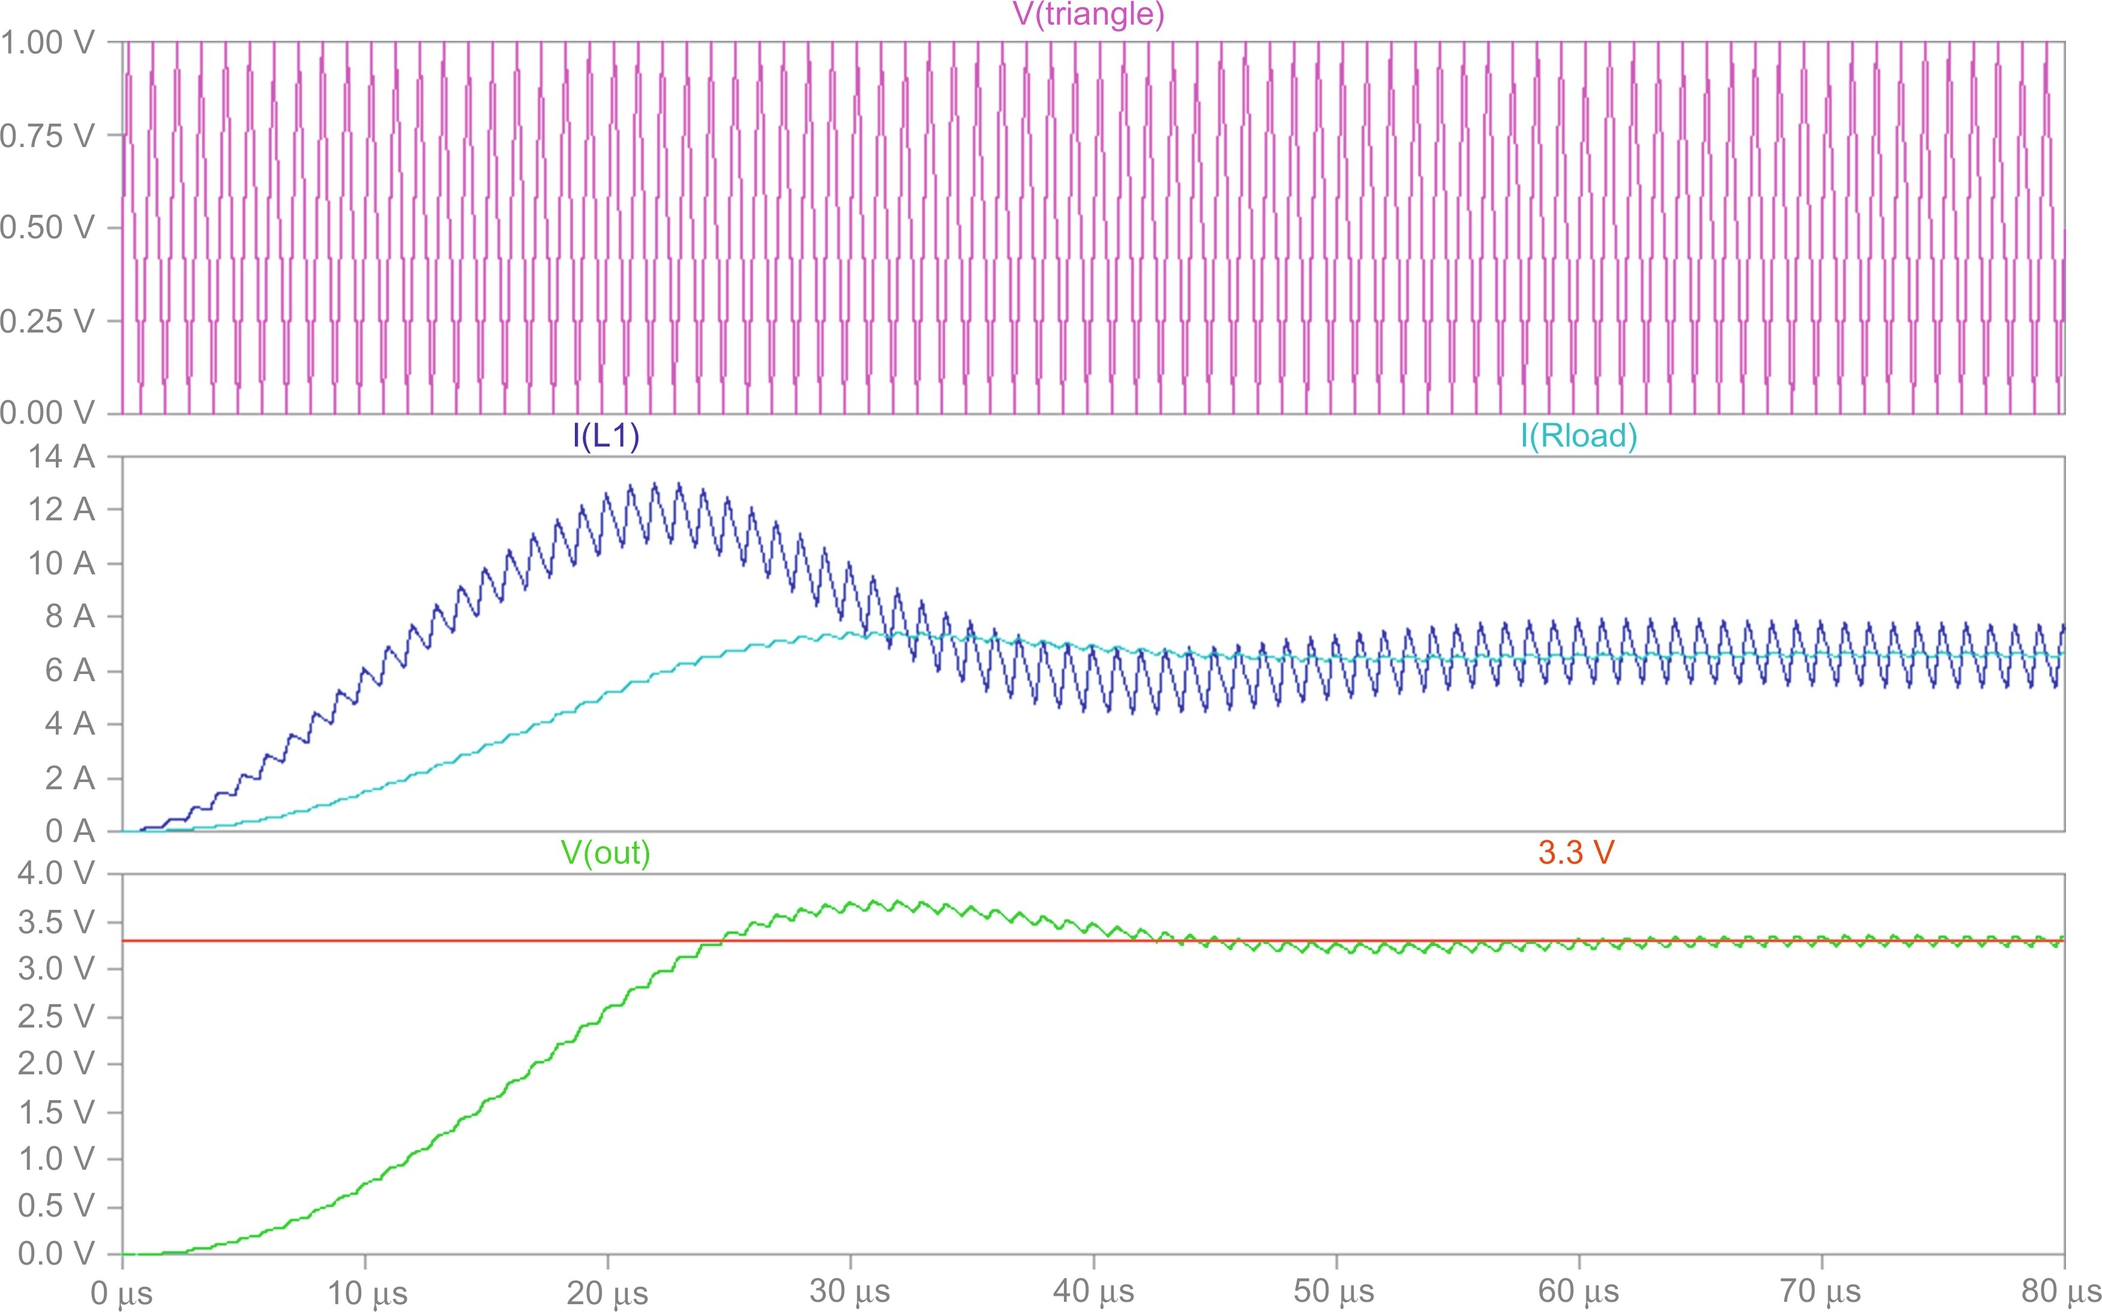 V(triangle)
1.00 V
0.75 V
0.50 V
0.25 V
0.00 V
I(L1) I(Rload)
14 A
12 A
10 A
8 A
6 A
4 A
2 A
0 A
V(out) 3.3 V
4.0 V
3.5 V
3.0 V
2.5 V
2.0 V
1.5 V
1.0 V
0.5 V
0.0 V
0 µs 10 µs 20 µs 30 µs 40 µs 50 µs 60 µs 70 µs 80 µs